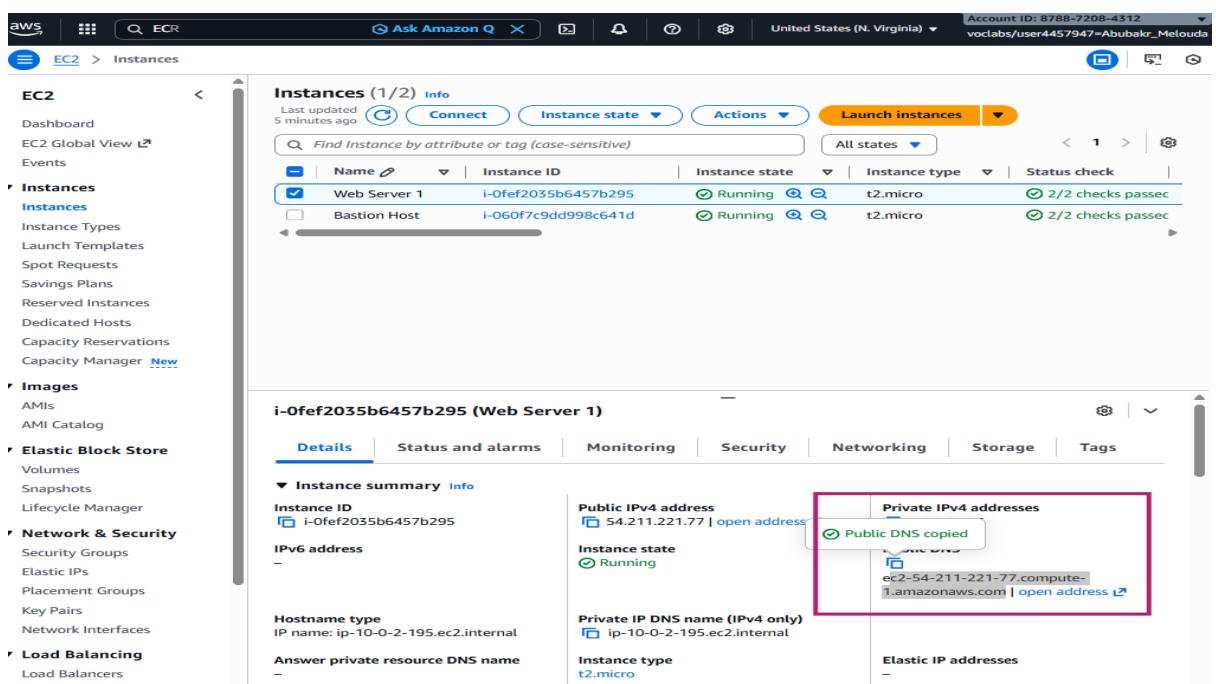 aws
ECR
Ask Amazon Q
United States (N. Virginia)
Account ID: 8788-7208-4312
voclabs/user4457947=Abubakr_Melouda
EC2 > Instances
EC2
Dashboard
EC2 Global View
Events
Instances
Instances
Instance Types
Launch Templates
Spot Requests
Savings Plans
Reserved Instances
Dedicated Hosts
Capacity Reservations
Capacity Manager New
Images
AMIs
AMI Catalog
Elastic Block Store
Volumes
Snapshots
Lifecycle Manager
Network & Security
Security Groups
Elastic IPs
Placement Groups
Key Pairs
Network Interfaces
Load Balancing
Load Balancers
Instances (1/2) Info
Last updated
5 minutes ago
Connect
Instance state
Actions
Launch instances
Find Instance by attribute or tag (case-sensitive)
All states
1
Name Instance ID Instance state Instance type Status check
Web Server 1 i-0fef2035b6457b295 Running t2.micro 2/2 checks passec
Bastion Host i-060f7c9dd998c641d Running t2.micro 2/2 checks passec
i-0fef2035b6457b295 (Web Server 1)
Details Status and alarms Monitoring Security Networking Storage Tags
Instance summary Info
Instance ID
i-0fef2035b6457b295
Public IPv4 address
54.211.221.77 | open address
Private IPv4 addresses
Public DNS copied
IPv6 address
–
Instance state
Running
ec2-54-211-221-77.compute-
1.amazonaws.com | open address
Hostname type
IP name: ip-10-0-2-195.ec2.internal
Private IP DNS name (IPv4 only)
ip-10-0-2-195.ec2.internal
Answer private resource DNS name
–
Instance type
t2.micro
Elastic IP addresses
–